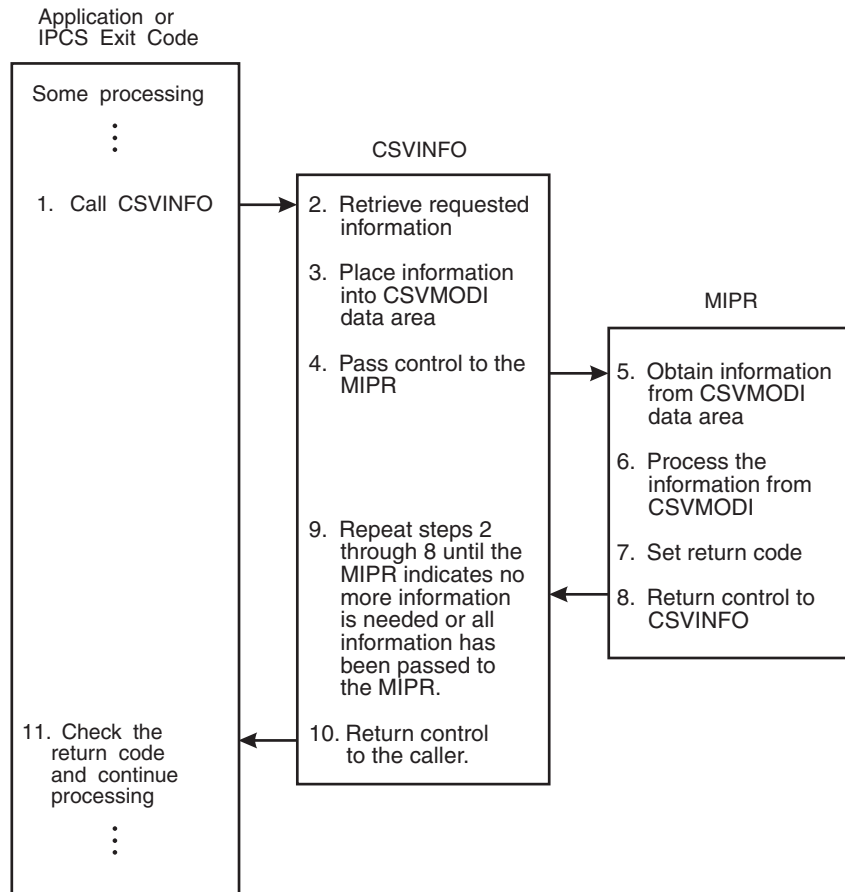 Application or
IPCS Exit Code
Some processing
1. Call CSVINFO
11. Check the
return code
and continue
processing
CSVINFO
2. Retrieve requested
information
3. Place information
into CSVMODI
data area
4. Pass control to the
MIPR
9. Repeat steps 2
through 8 until the
MIPR indicates no
more information
is needed or all
information has
been passed to
the MIPR.
10. Return control
to the caller.
MIPR
5. Obtain information
from CSVMODI
data area
6. Process the
information from
CSVMODI
7. Set return code
8. Return control to
CSVINFO